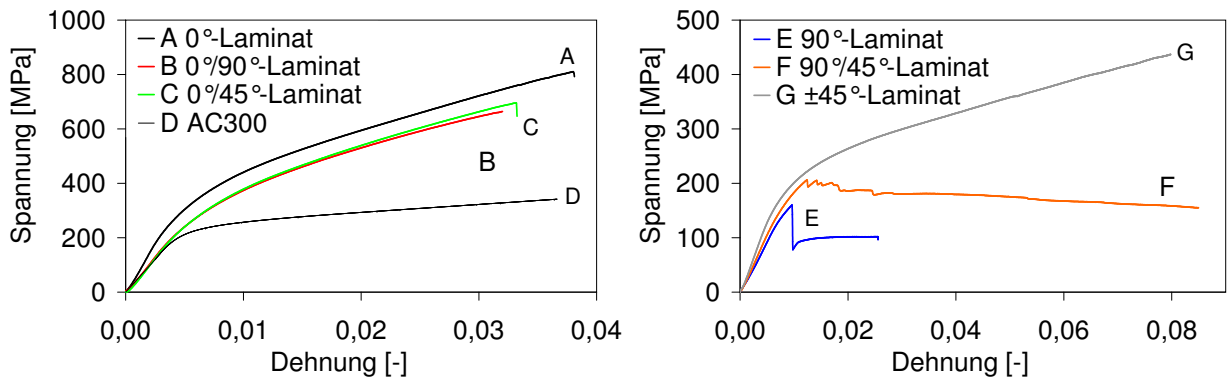 Spannung [MPa]
1000
800
600
400
200
0
A 0°-Laminat
B 0°/90°-Laminat
C 0°/45°-Laminat
D AC300
A
C
B
D
0,00 0,01 0,02 0,03 0,04
Dehnung [-]
Spannung [MPa]
500
400
300
200
100
0
E 90°-Laminat
F 90°/45°-Laminat
G ±45°-Laminat
G
F
E
0,00 0,02 0,04 0,06 0,08
Dehnung [-]